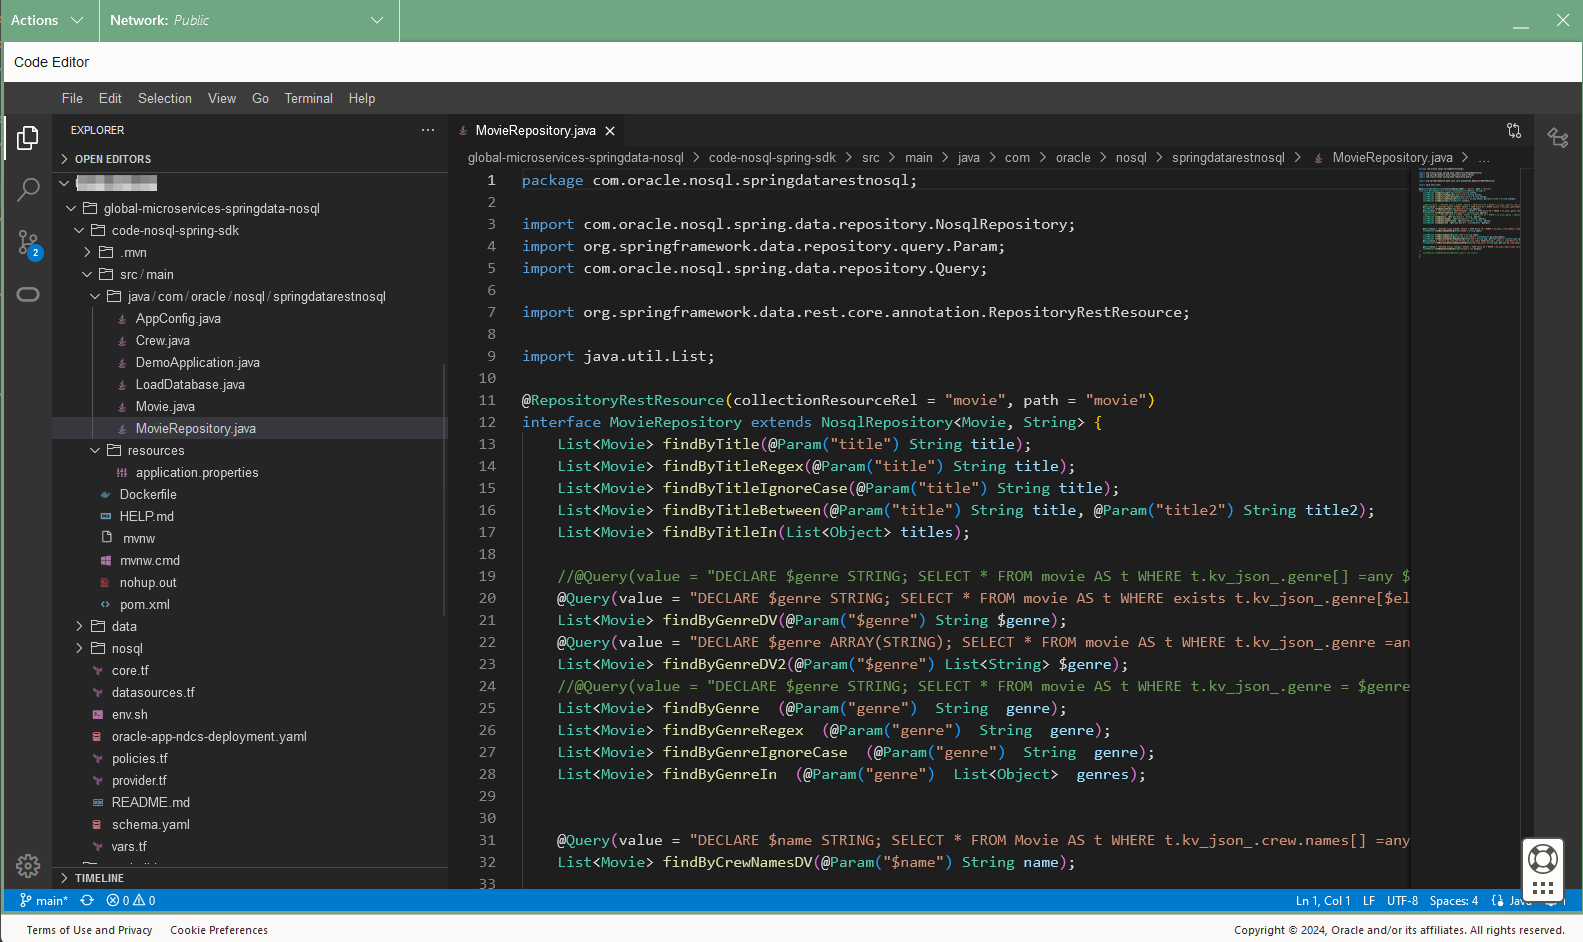 Actions Network: Public
Code Editor
File Edit Selection View Go Terminal Help
EXPLORER
OPEN EDITORS
global-microservices-springdata-nosql
code-nosql-spring-sdk
.mvn
src/main
java/com/oracle/nosql/springdatarestnosql
AppConfig.java
Crew.java
DemoApplication.java
LoadDatabase.java
Movie.java
MovieRepository.java
resources
application.properties
Dockerfile
HELP.md
mvnw
mvnw.cmd
nohup.out
pom.xml
data
nosql
core.tf
datasources.tf
env.sh
oracle-app-ndcs-deployment.yaml
policies.tf
provider.tf
README.md
schema.yaml
vars.tf
TIMELINE
2
MovieRepository.java
global-microservices-springdata-nosql > code-nosql-spring-sdk > src > main > java > com > oracle > nosql > springdatarestnosql > MovieRepository.java > ...
1 package com.oracle.nosql.springdatarestnosql;
2
3 import com.oracle.nosql.spring.data.repository.NosqlRepository;
4 import org.springframework.data.repository.query.Param;
5 import com.oracle.nosql.spring.data.repository.Query;
6
7 import org.springframework.data.rest.core.annotation.RepositoryRestResource;
8
9 import java.util.List;
10
11 @RepositoryRestResource(collectionResourceRel = "movie", path = "movie")
12 interface MovieRepository extends NosqlRepository<Movie, String> {
13 List<Movie> findByTitle(@Param("title") String title);
14 List<Movie> findByTitleRegex(@Param("title") String title);
15 List<Movie> findByTitleIgnoreCase(@Param("title") String title);
16 List<Movie> findByTitleBetween(@Param("title") String title, @Param("title2") String title2);
17 List<Movie> findByTitleIn(List<Object> titles);
18
19 //@Query(value = "DECLARE $genre STRING; SELECT * FROM movie AS t WHERE t.kv_json_.genre[] =any $
20 @Query(value = "DECLARE $genre STRING; SELECT * FROM movie AS t WHERE exists t.kv_json_.genre[$el
21 List<Movie> findByGenreDV(@Param("$genre") String $genre);
22 @Query(value = "DECLARE $genre ARRAY(STRING); SELECT * FROM movie AS t WHERE t.kv_json_.genre =an
23 List<Movie> findByGenreDV2(@Param("$genre") List<String> $genre);
24 //@Query(value = "DECLARE $genre STRING; SELECT * FROM movie AS t WHERE t.kv_json_.genre = $genre
25 List<Movie> findByGenre (@Param("genre") String genre);
26 List<Movie> findByGenreRegex (@Param("genre") String genre);
27 List<Movie> findByGenreIgnoreCase (@Param("genre") String genre);
28 List<Movie> findByGenreIn (@Param("genre") List<Object> genres);
29
30
31 @Query(value = "DECLARE $name STRING; SELECT * FROM Movie AS t WHERE t.kv_json_.crew.names[] =any
32 List<Movie> findByCrewNamesDV(@Param("$name") String name);
33
main* 0 0 Ln 1, Col 1 LF UTF-8 Spaces: 4 Java
Terms of Use and Privacy Cookie Preferences Copyright © 2024, Oracle and/or its affiliates. All rights reserved.